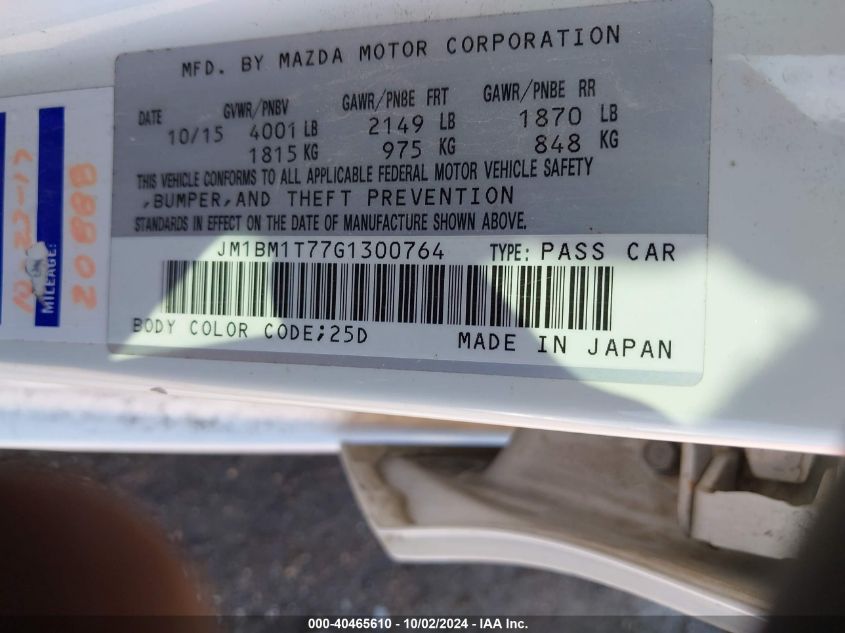 MFD. BY MAZDA MOTOR CORPORATION
DATE GVWR/PNBV GAWR/PNBE FRT GAWR/PNBE RR
10/15 4001 LB 2149 LB 1870 LB
1815 KG 975 KG 848 KG
THIS VEHICLE CONFORMS TO ALL APPLICABLE FEDERAL MOTOR VEHICLE SAFETY
,BUMPER,AND THEFT PREVENTION
STANDARDS IN EFFECT ON THE DATE OF MANUFACTURE SHOWN ABOVE.
JM1BM1T77G1300764 TYPE: PASS CAR
BODY COLOR CODE;25D MADE IN JAPAN
MILEAGE:
20888
000-40465610 - 10/02/2024 - IAA Inc.